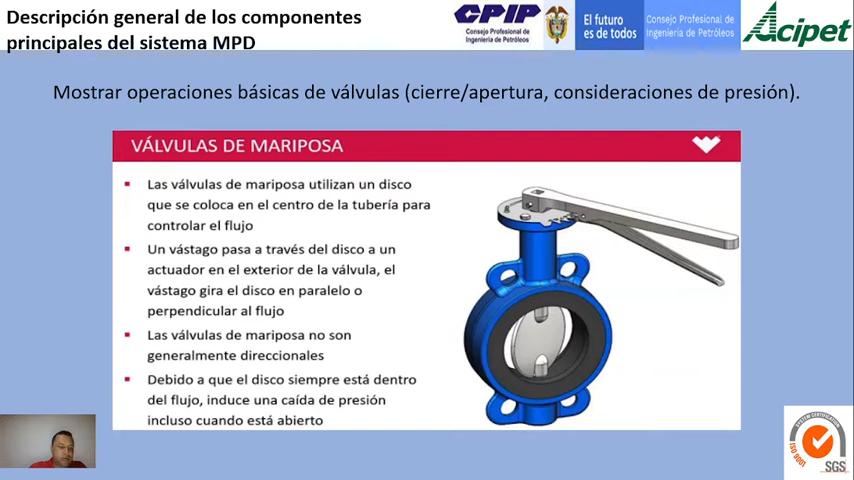 Descripción general de los componentes
principales del sistema MPD
CPIP
Consejo Profesional de
Ingeniería de Petróleos
El futuro
es de todos
Consejo Profesional de
Ingeniería de Petróleos
Acipet
Mostrar operaciones básicas de válvulas (cierre/apertura, consideraciones de presión).
VÁLVULAS DE MARIPOSA
Las válvulas de mariposa utilizan un disco
que se coloca en el centro de la tubería para
controlar el flujo
Un vástago pasa a través del disco a un
actuador en el exterior de la válvula, el
vástago gira el disco en paralelo o
perpendicular al flujo
Las válvulas de mariposa no son
generalmente direccionales
Debido a que el disco siempre está dentro
del flujo, induce una caída de presión
incluso cuando está abierto
SYSTEM CERTIFICATION
ISO 9001
SGS